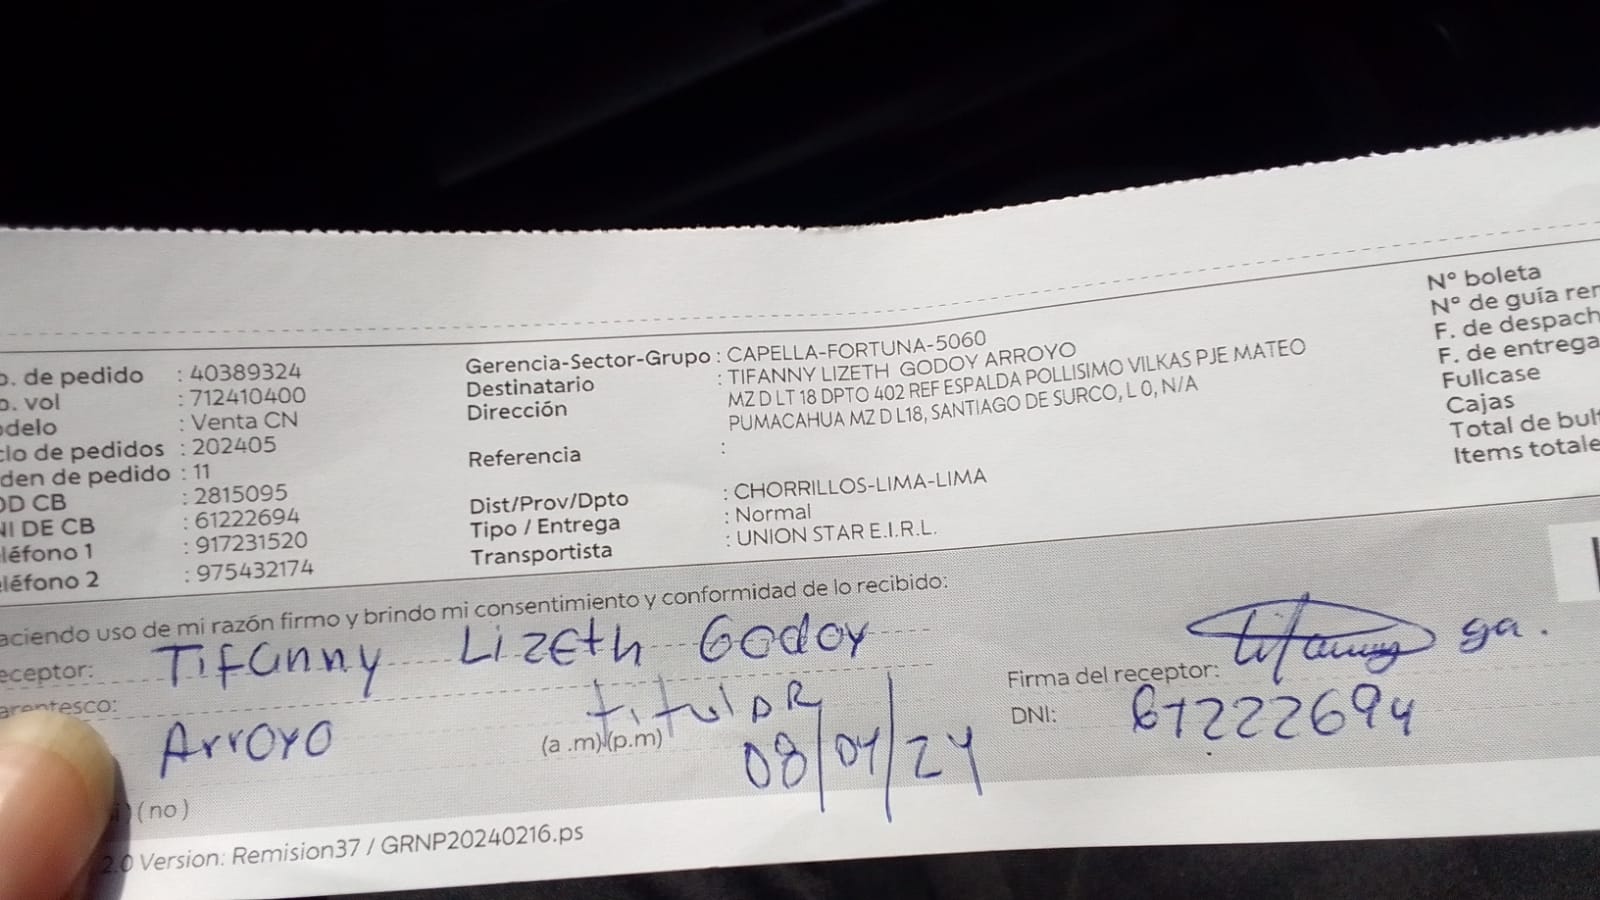 o. de pedido : 40389324
o. vol : 712410400
odelo : Venta CN
clo de pedidos : 202405
den de pedido : 11
OD CB : 2815095
NI DE CB : 61222694
léfono 1 : 917231520
eléfono 2 : 975432174
Gerencia-Sector-Grupo : CAPELLA-FORTUNA-5060
Destinatario : TIFANNY LIZETH GODOY ARROYO
Dirección MZ D LT 18 DPTO 402 REF ESPALDA POLLISIMO VILKAS PJE MATEO
PUMACAHUA MZ D L18, SANTIAGO DE SURCO, L 0, N/A
Referencia :
Dist/Prov/Dpto : CHORRILLOS-LIMA-LIMA
Tipo / Entrega : Normal
Transportista : UNION STAR E.I.R.L.
N° boleta
N° de guía rem
F. de despach
F. de entrega
Fullcase
Cajas
Total de bult
Items totale
aciendo uso de mi razón firmo y brindo mi consentimiento y conformidad de lo recibido:
eceptor: Tifanny Lizeth Godoy
arentesco: titular
Arroyo
(a .m) (p.m) 08/04/24
Firma del receptor: Tifanny ga.
DNI: 61222694
) (no)
2.0 Version: Remision37 / GRNP20240216.ps